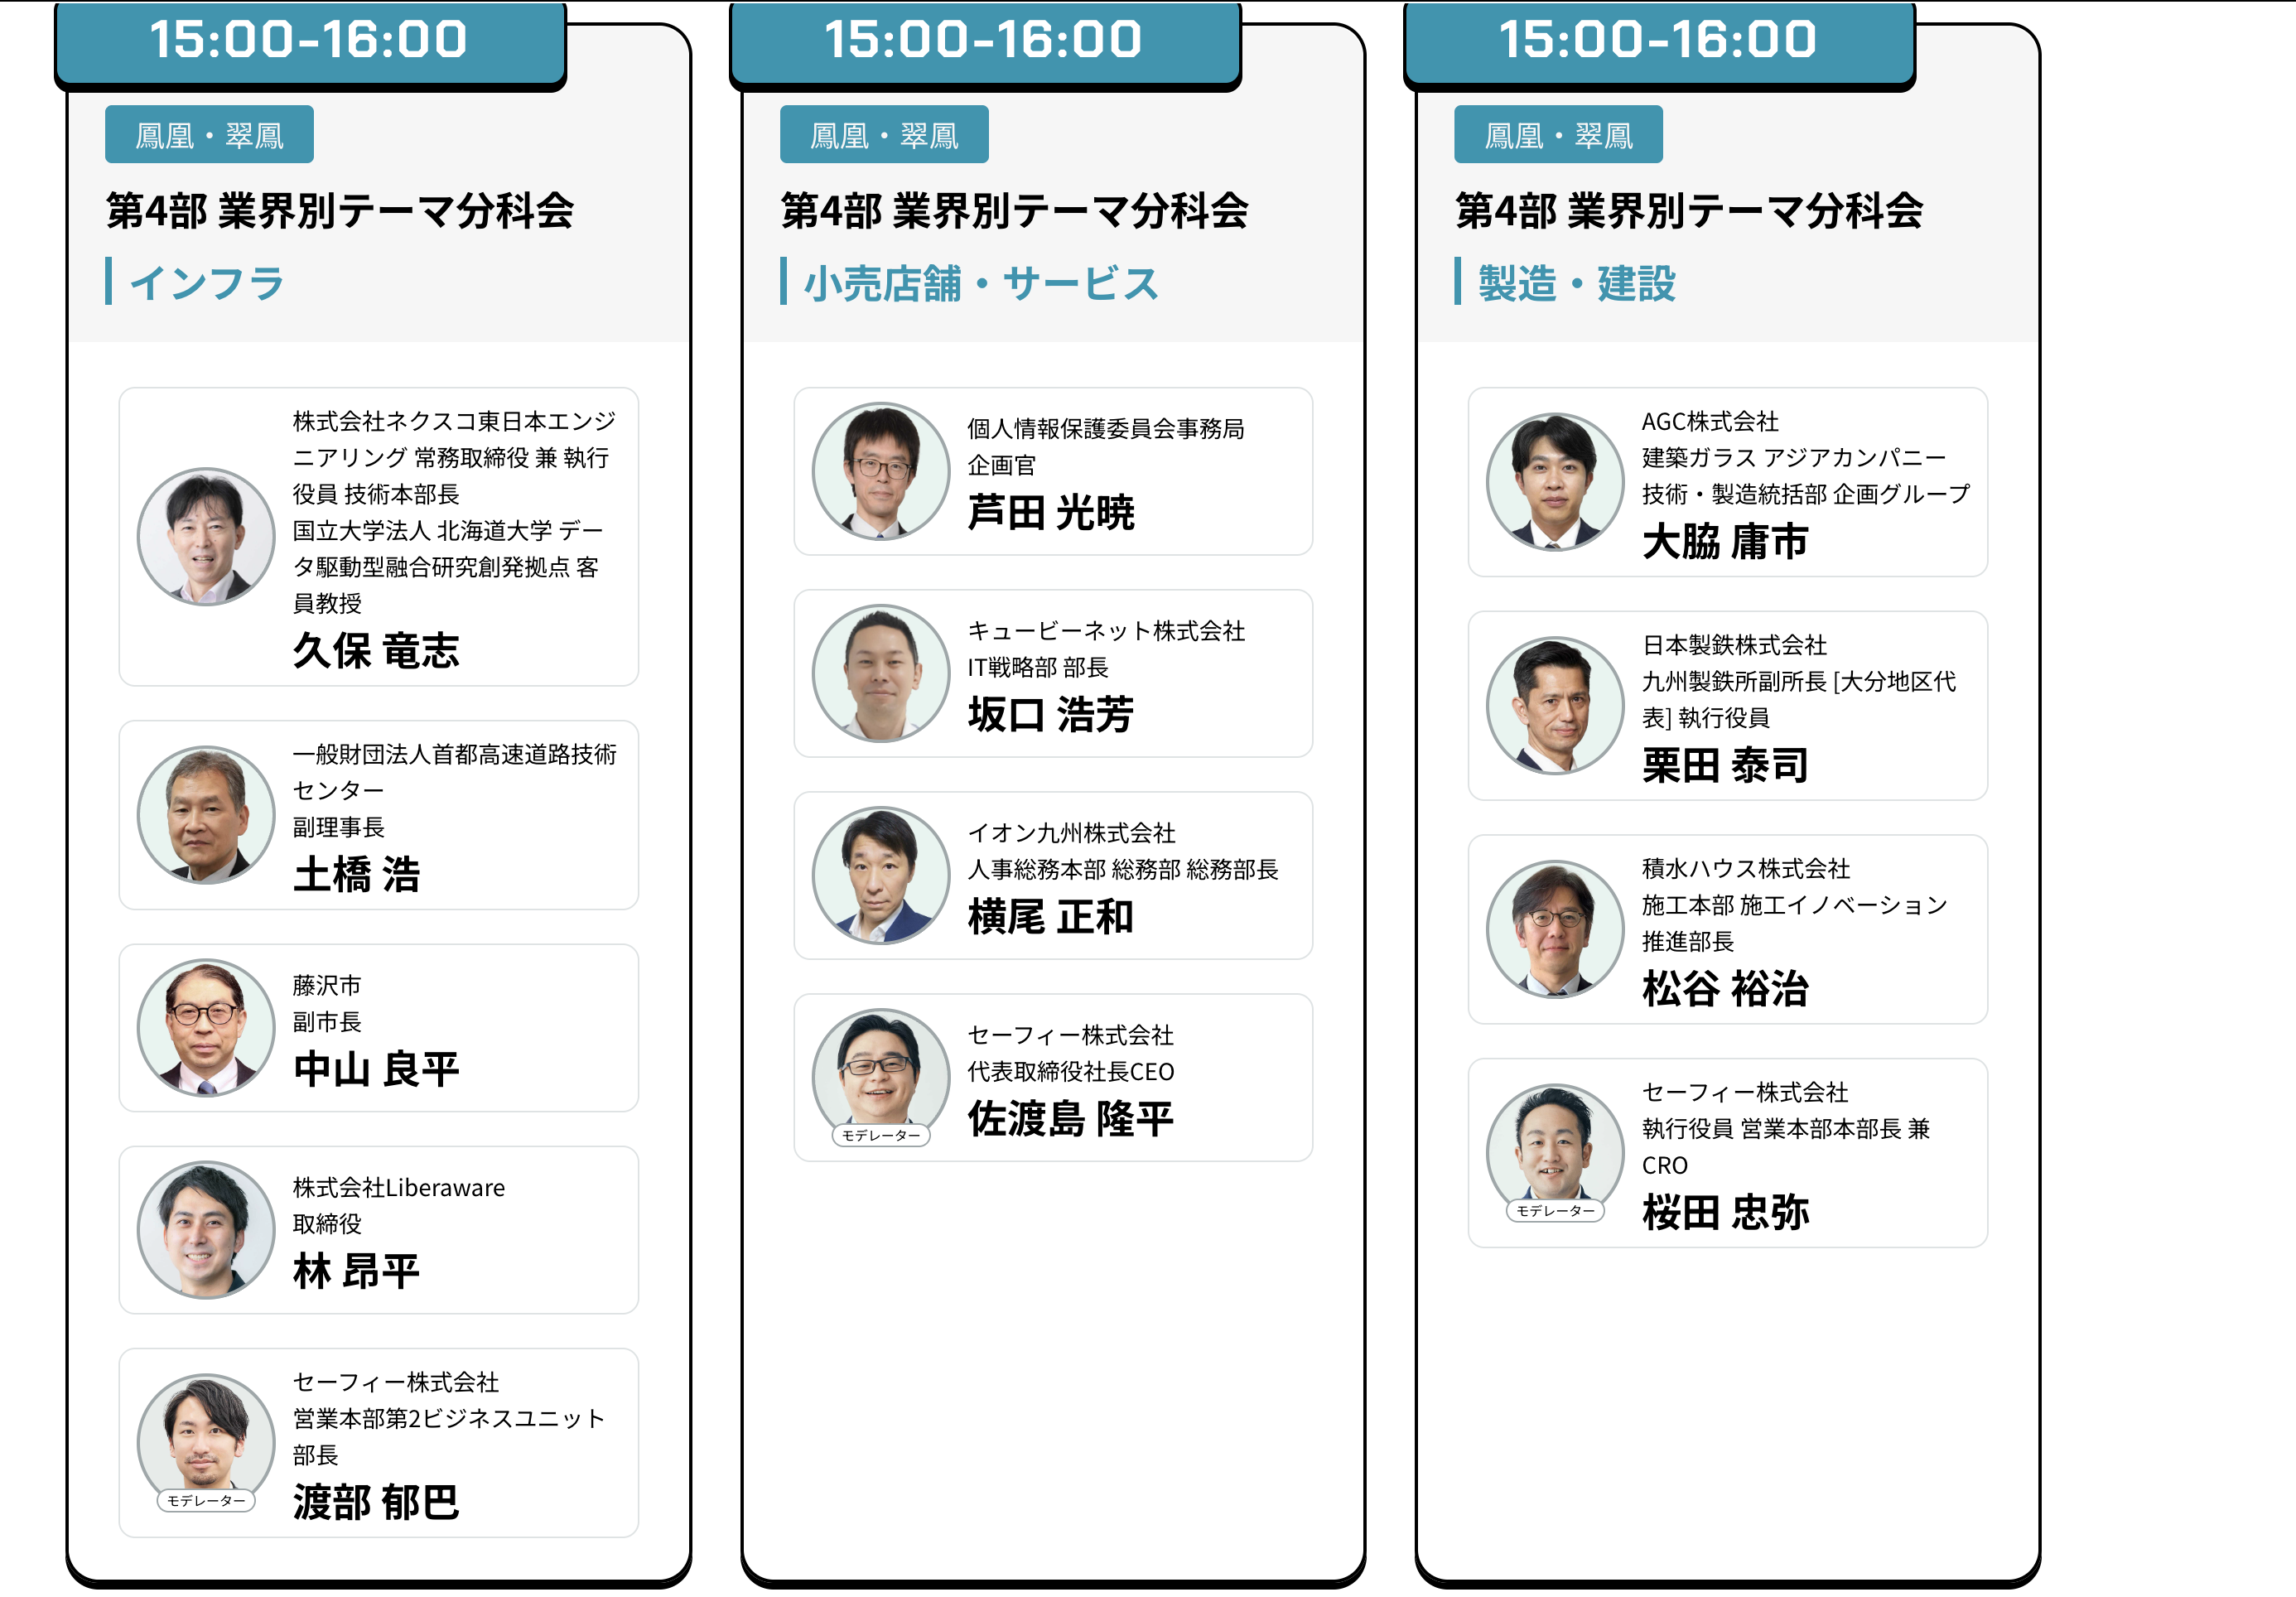 15:00-16:00
鳳凰・翠鳳
第4部 業界別テーマ分科会
インフラ
株式会社ネクスコ東日本エンジ
ニアリング 常務取締役 兼 執行
役員 技術本部長
国立大学法人 北海道大学 デー
タ駆動型融合研究創発拠点 客
員教授
久保 竜志
一般財団法人首都高速道路技術
センター
副理事長
土橋 浩
藤沢市
副市長
中山 良平
株式会社Liberaware
取締役
林 昂平
セーフィー株式会社
営業本部第2ビジネスユニット
部長
渡部 郁巴
モデレーター
15:00-16:00
鳳凰・翠鳳
第4部 業界別テーマ分科会
小売店舗・サービス
個人情報保護委員会事務局
企画官
芦田 光暁
キュービーネット株式会社
IT戦略部 部長
坂口 浩芳
イオン九州株式会社
人事総務本部 総務部 総務部長
横尾 正和
セーフィー株式会社
代表取締役社長CEO
佐渡島 隆平
モデレーター
15:00-16:00
鳳凰・翠鳳
第4部 業界別テーマ分科会
製造・建設
AGC株式会社
建築ガラス アジアカンパニー
技術・製造統括部 企画グループ
大脇 庸市
日本製鉄株式会社
九州製鉄所副所長 [大分地区代
表] 執行役員
栗田 泰司
積水ハウス株式会社
施工本部 施工イノベーション
推進部長
松谷 裕治
セーフィー株式会社
執行役員 営業本部本部長 兼
CRO
桜田 忠弥
モデレーター